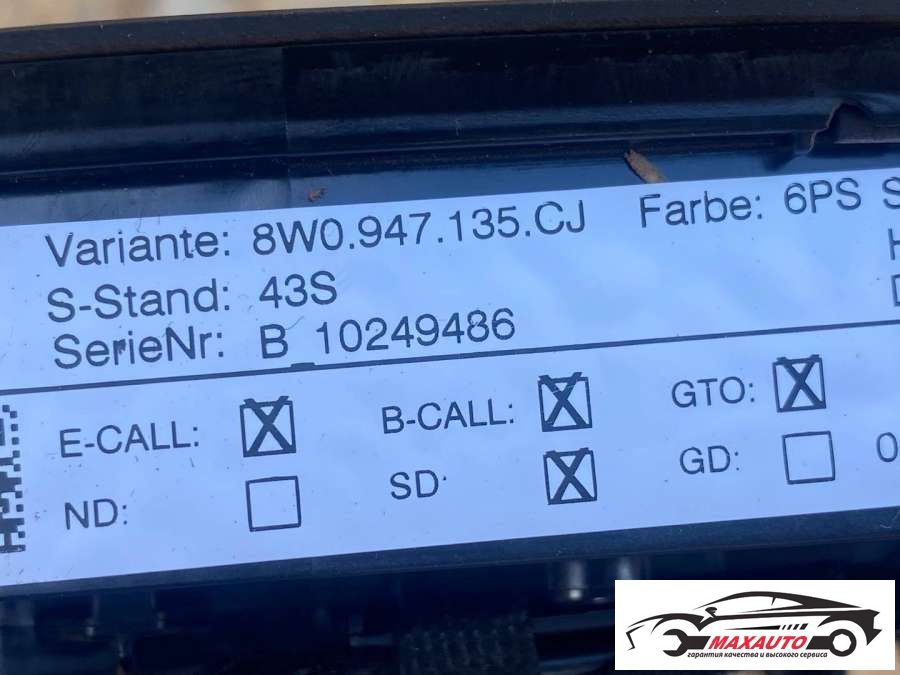 Variante: 8W0.947.135.CJ Farbe: 6PS S
S-Stand: 43S
SerieNr: B_10249486
E-CALL: B-CALL: GTO:
ND: SD: GD:
MAXAUTO
гарантия качества и высокого сервиса